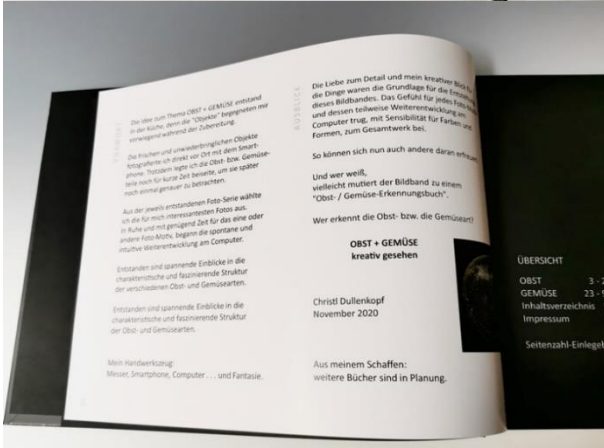 VORWORT
Die Idee zum Thema OBST + GEMÜSE entstand
in der Küche, denn die "Objekte" begegneten mir
vorwiegend während der Zubereitung.
Die frischen und unwiederbringlichen Objekte
fotografierte ich direkt vor Ort mit dem Smart-
phone. Trotzdem legte ich die Obst- bzw. Gemüse-
teile noch für kurze Zeit beiseite, um sie später
noch einmal genauer zu betrachten.
Aus der jeweils entstandenen Foto-Serie wählte
ich die für mich interessantesten Fotos aus.
In Ruhe und mit genügend Zeit für das eine oder
andere Foto-Motiv, begann die spontane und
intuitive Weiterentwicklung am Computer.
Entstanden sind spannende Einblicke in die
charakteristische und faszinierende Struktur
der verschiedenen Obst- und Gemüsearten.
Entstanden sind spannende Einblicke in die
charakteristische und faszinierende Struktur
der Obst- und Gemüsearten.
Mein Handwerkszeug:
Messer, Smartphone, Computer . . . und Fantasie.
AUSBLICK
Die Liebe zum Detail und mein kreativer Blick für
die Dinge waren die Grundlage für die
dieses Bildbandes. Das Gefühl für jedes
und dessen teilweise Weiterentwicklung am
Computer trug, mit Sensibilität für Farben und
Formen, zum Gesamtwerk bei.
So können sich nun auch andere daran erfreuen.
Und wer weiß,
vielleicht mutiert der Bildband zu einem
"Obst- / Gemüse-Erkennungsbuch".
Wer erkennt die Obst- bzw. die Gemüseart?
OBST + GEMÜSE
kreativ gesehen
Christl Dullenkopf
November 2020
Aus meinem Schaffen:
weitere Bücher sind in Planung.
ÜBERSICHT
OBST 3 - 2
GEMÜSE 23 - 9
Inhaltsverzeichnis
Impressum
Seitenzahl-Einlegeb